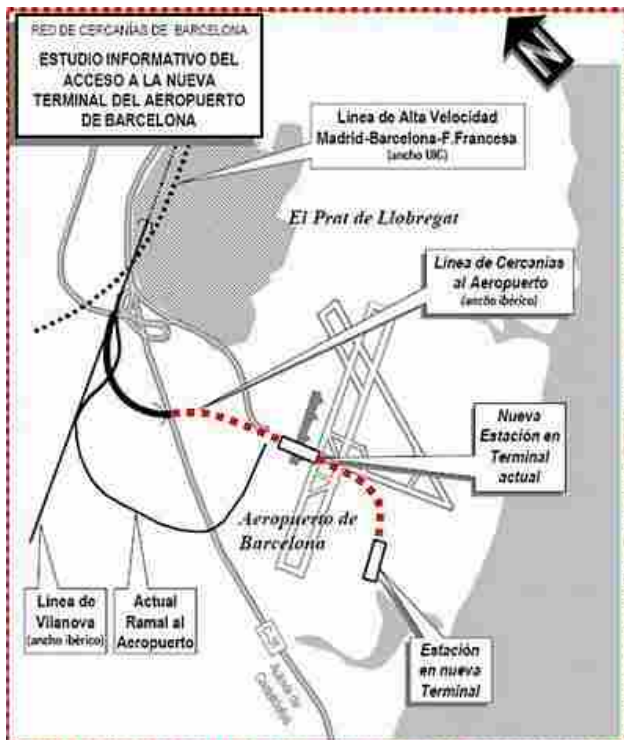 RED DE CERCANÍAS DE BARCELONA
ESTUDIO INFORMATIVO DEL
ACCESO A LA NUEVA
TERMINAL DEL AEROPUERTO
DE BARCELONA
N
Línea de Alta Velocidad
Madrid-Barcelona-F.Francesa
(ancho UIC)
El Prat de Llobregat
Línea de Cercanías
al Aeropuerto
(ancho ibérico)
Nueva
Estación en
Terminal
actual
Aeropuerto de
Barcelona
Línea de
Vilanova
(ancho ibérico)
Actual
Ramal al
Aeropuerto
Estación
en nueva
Terminal